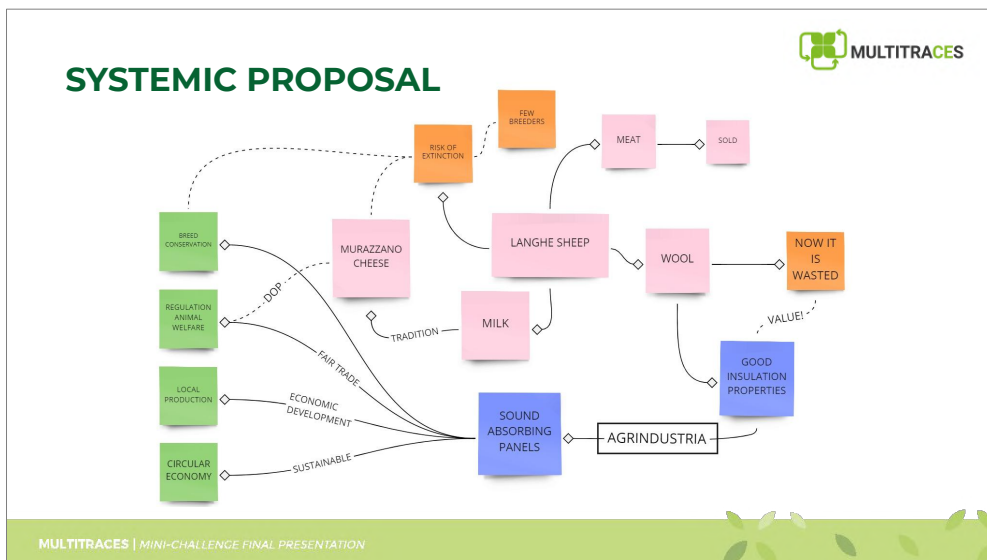 MULTITRACES
SYSTEMIC PROPOSAL
FEW
BREEDERS
RISK OF
EXTINCTION
MEAT
SOLD
BREED
CONSERVATION
MURAZZANO
CHEESE
LANGHE SHEEP
WOOL
NOW IT
IS
WASTED
DOP
REGULATION
ANIMAL
WELFARE
TRADITION
MILK
VALUE!
GOOD
INSULATION
PROPERTIES
FAIR TRADE
LOCAL
PRODUCTION
ECONOMIC
DEVELOPMENT
SOUND
ABSORBING
PANELS
AGRINDUSTRIA
CIRCULAR
ECONOMY
SUSTAINABLE
MULTITRACES | MINI-CHALLENGE FINAL PRESENTATION